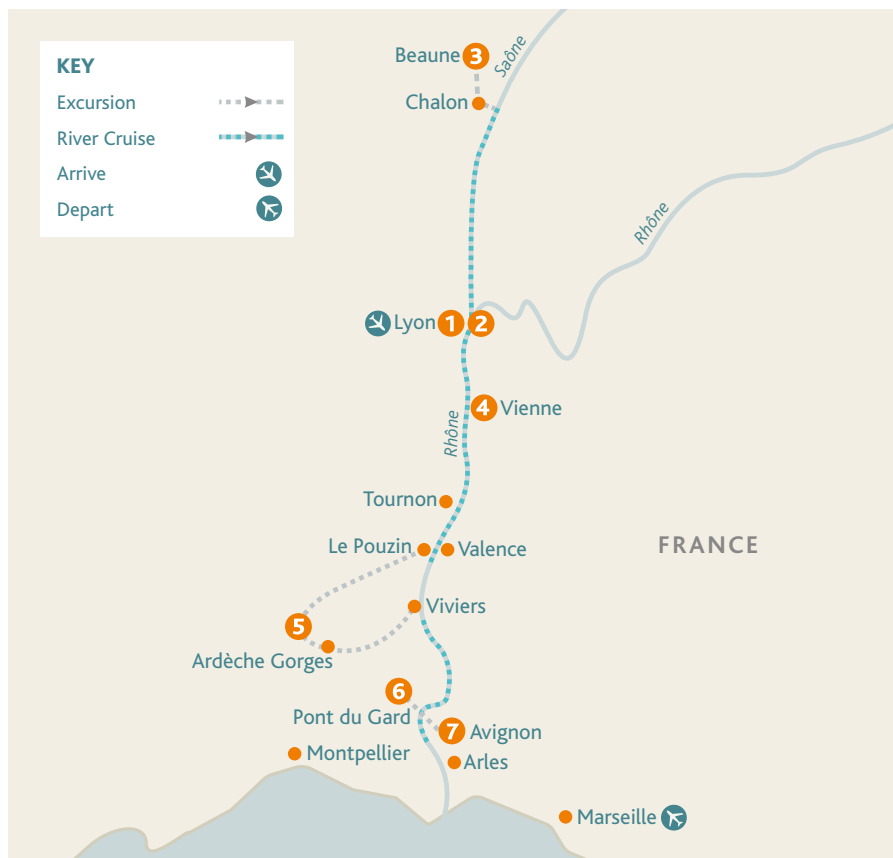 KEY
Excursion
River Cruise
Arrive
Depart
Beaune 3
Saône
Chalon
Rhône
Lyon 1 2
4 Vienne
Rhône
Tournon
Le Pouzin
Valence
FRANCE
Viviers
5
Ardèche Gorges
6
Pont du Gard
7 Avignon
Montpellier
Arles
Marseille